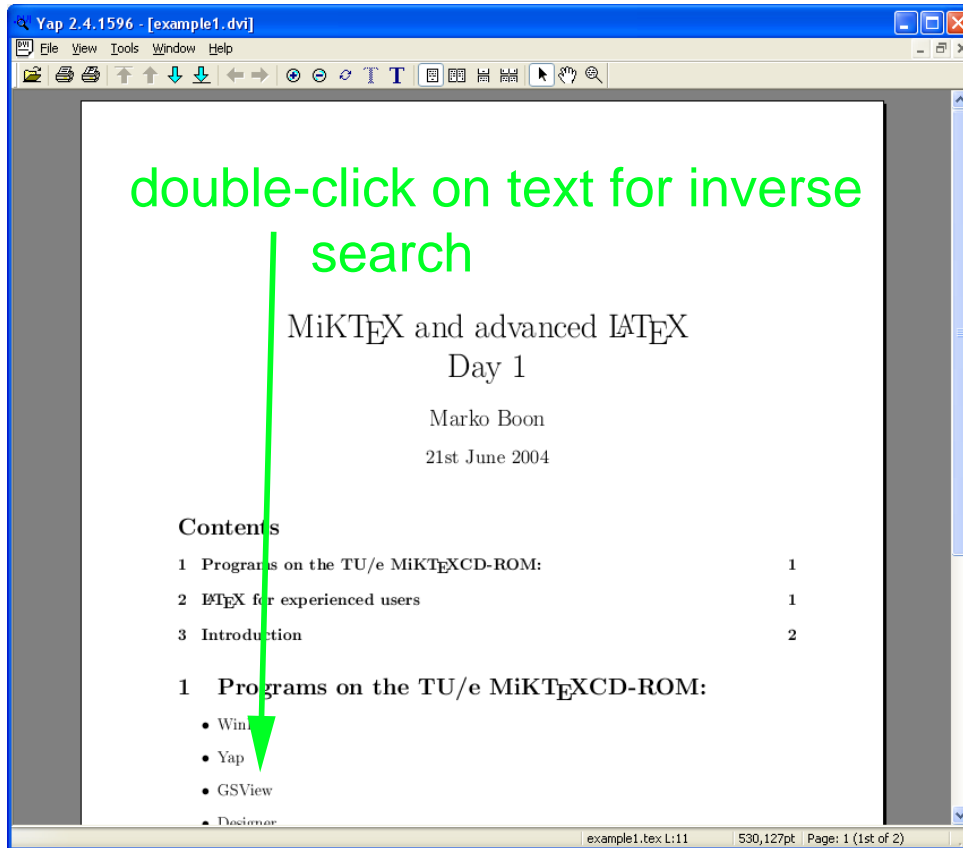 Yap 2.4.1596 - [example1.dvi]
File View Tools Window Help
double-click on text for inverse
search
MiKTEX and advanced LATEX
Day 1
Marko Boon
21st June 2004
Contents
1 Programs on the TU/e MiKTEXCD-ROM: 1
2 LATEX for experienced users 1
3 Introduction 2
1 Programs on the TU/e MiKTEXCD-ROM:
• Yap
• GSView
• Designer
example1.tex L:11 530,127pt Page: 1 (1st of 2)